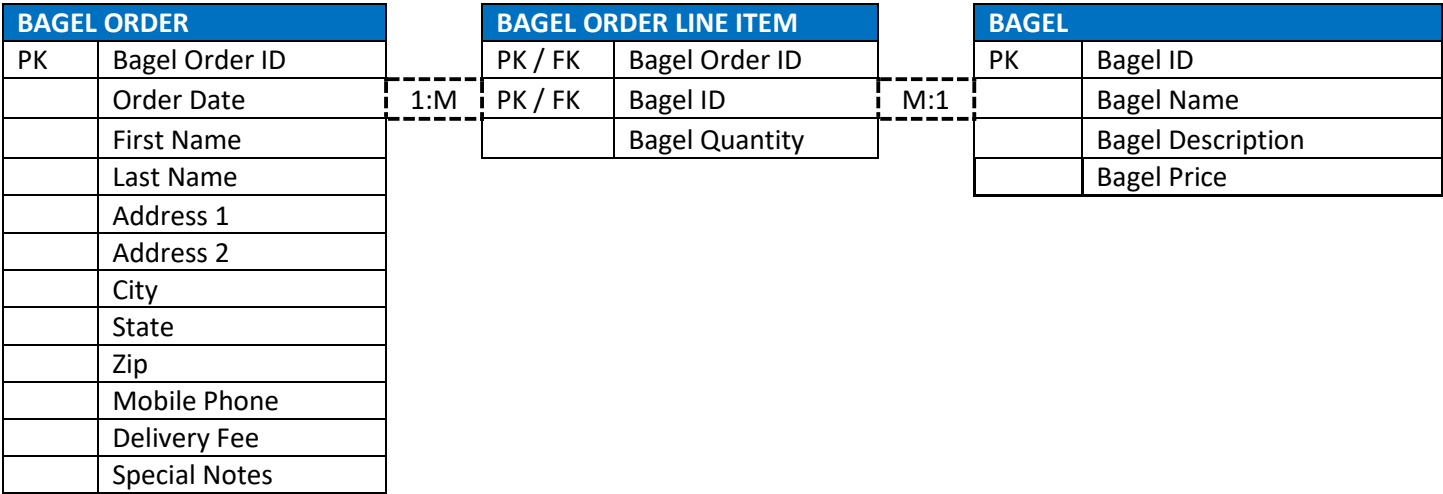 BAGEL ORDER
PK Bagel Order ID
Order Date
First Name
Last Name
Address 1
Address 2
City
State
Zip
Mobile Phone
Delivery Fee
Special Notes
1:M
BAGEL ORDER LINE ITEM
PK / FK Bagel Order ID
PK / FK Bagel ID
Bagel Quantity
M:1
BAGEL
PK Bagel ID
Bagel Name
Bagel Description
Bagel Price